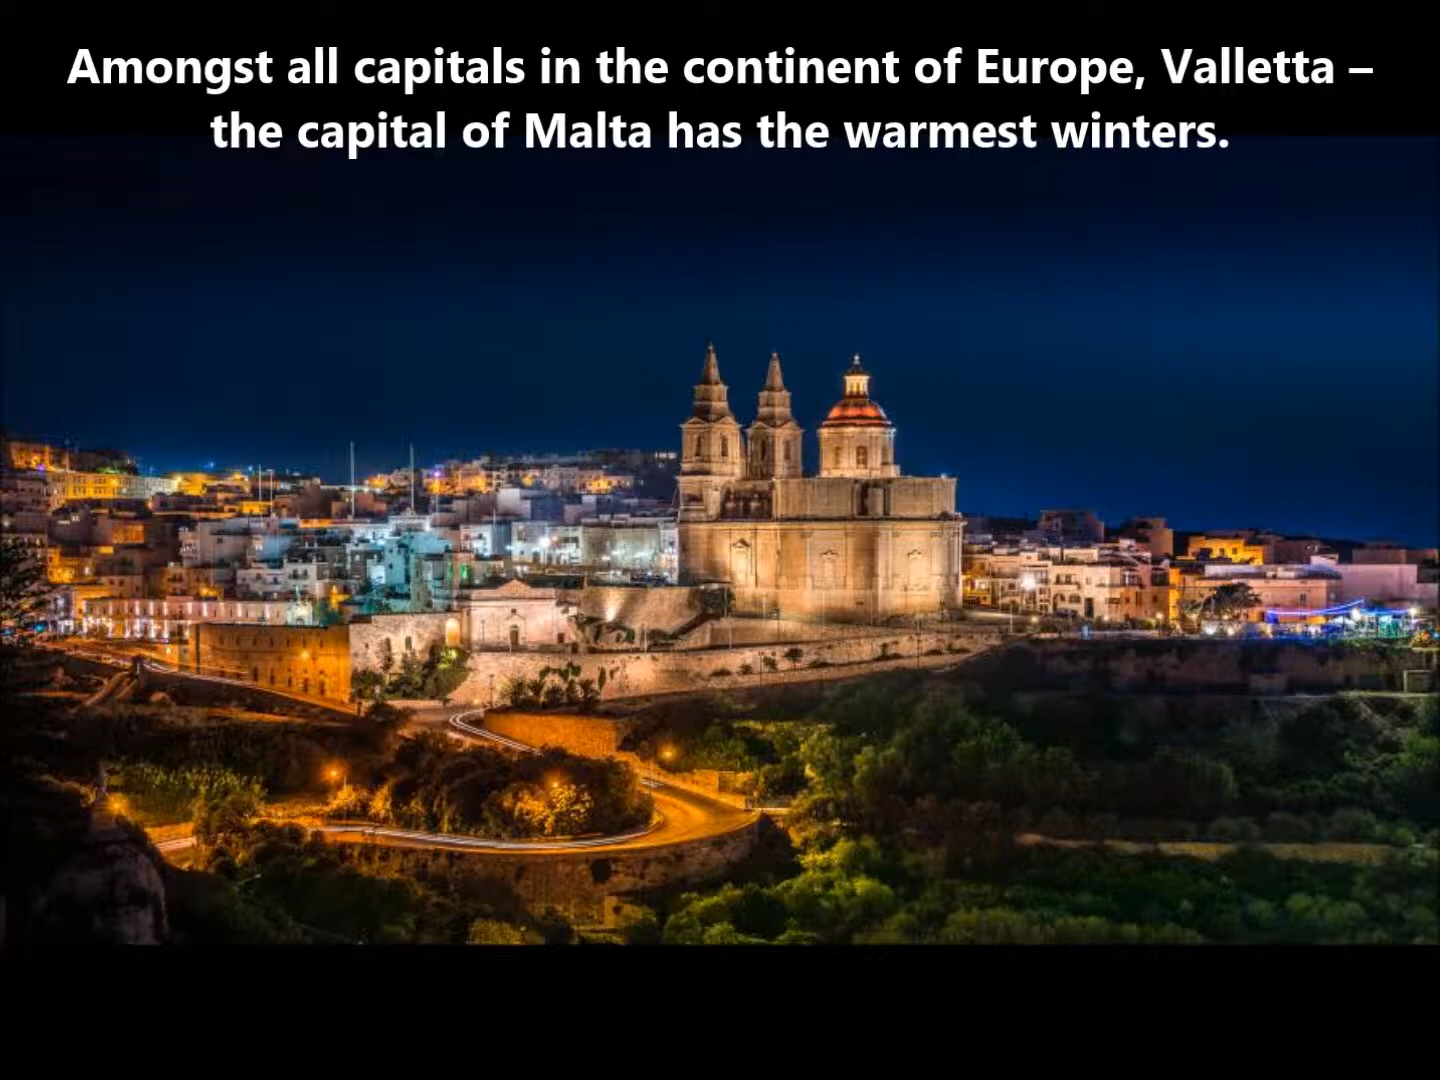 Amongst all capitals in the continent of Europe, Valletta –
the capital of Malta has the warmest winters.